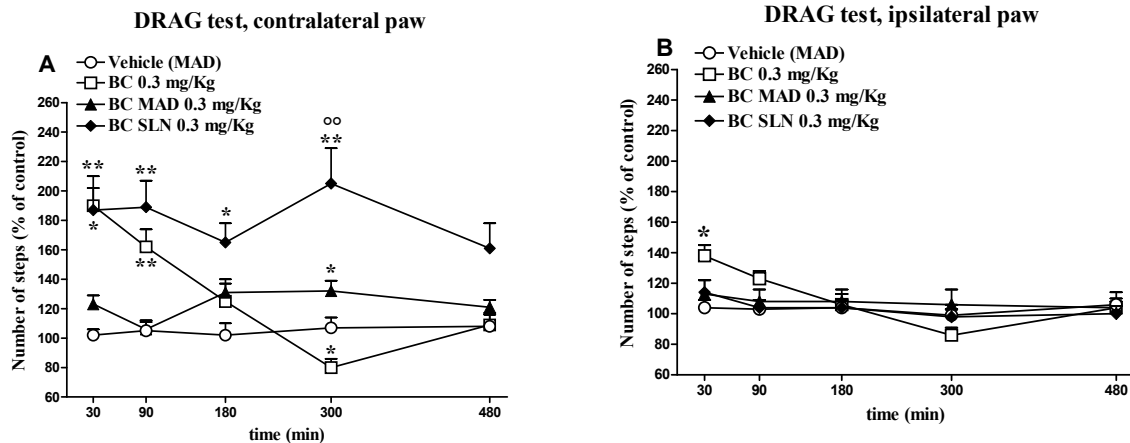 DRAG test, contralateral paw
A
Vehicle (MAD)
BC 0.3 mg/Kg
BC MAD 0.3 mg/Kg
BC SLN 0.3 mg/Kg
Number of steps (% of control)
260
240
220
200
180
160
140
120
100
80
60
**
*
**
**
*
°°
**
*
*
30
90
180
300
480
time (min)
DRAG test, ipsilateral paw
B
Vehicle (MAD)
BC 0.3 mg/Kg
BC MAD 0.3 mg/Kg
BC SLN 0.3 mg/Kg
Number of steps (% of control)
260
240
220
200
180
160
140
120
100
80
60
*
30
90
180
300
480
time (min)